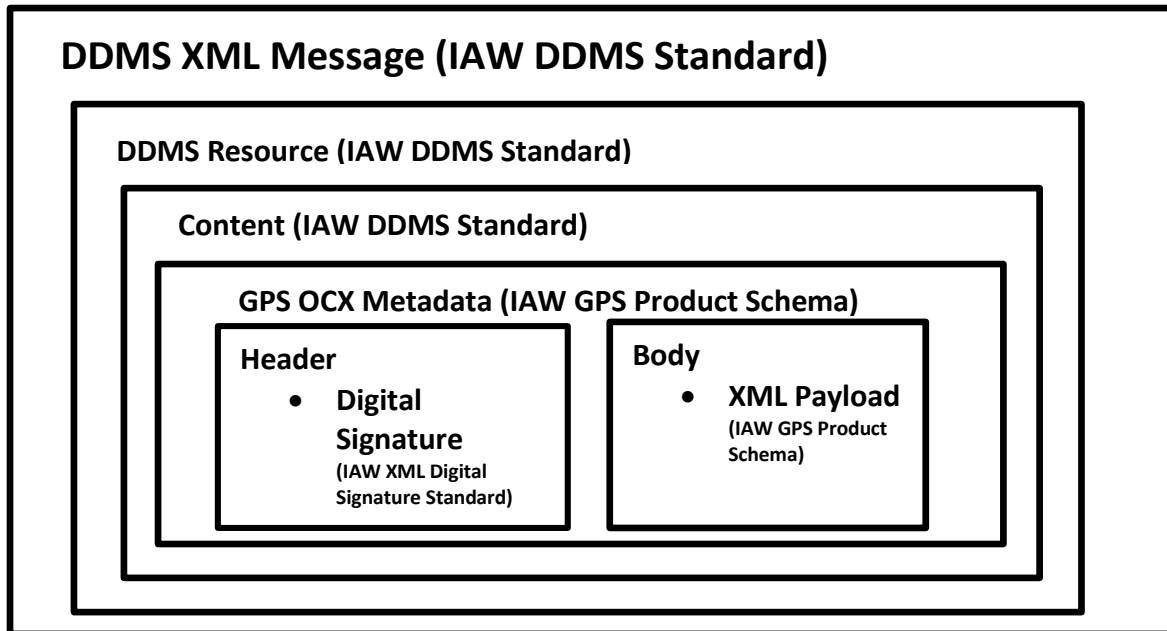 DDMS XML Message (IAW DDMS Standard)
DDMS Resource (IAW DDMS Standard)
Content (IAW DDMS Standard)
GPS OCX Metadata (IAW GPS Product Schema)
Header
• Digital
Signature
(IAW XML Digital
Signature Standard)
Body
• XML Payload
(IAW GPS Product
Schema)